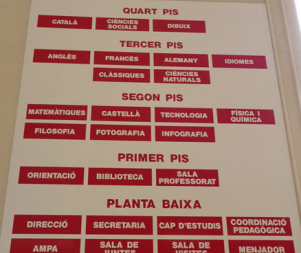 QUART PIS
CATALÀ CIÈNCIES SOCIALS DIBUIX
TERCER PIS
ANGLÈS FRANCÈS ALEMANY IDIOMES
CLÀSSIQUES CIÈNCIES NATURALS
SEGON PIS
MATEMÀTIQUES CASTELLÀ TECNOLOGIA FÍSICA I QUÍMICA
FILOSOFIA FOTOGRAFIA INFOGRAFIA
PRIMER PIS
ORIENTACIÓ BIBLIOTECA SALA PROFESSORAT
PLANTA BAIXA
DIRECCIÓ SECRETARIA CAP D'ESTUDIS COORDINACIÓ PEDAGÒGICA
AMPA SALA DE JUNTES SALA DE VISITES MENJADOR